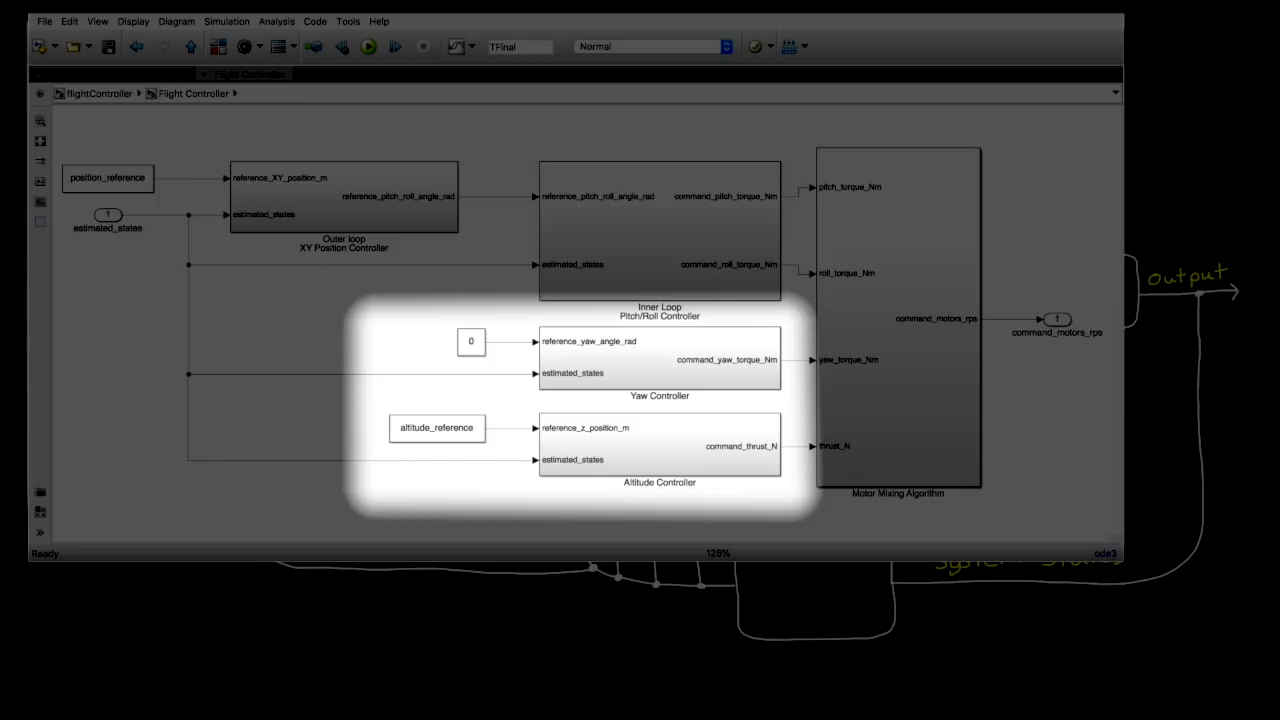 File Edit View Display Diagram Simulation Analysis Code Tools Help
TFinal Normal
Flight Controller
flightController Flight Controller
position_reference
1
estimated_states
reference_XY_position_m
reference_pitch_roll_angle_rad
estimated_states
Outer loop
XY Position Controller
reference_pitch_roll_angle_rad command_pitch_torque_Nm
estimated_states command_roll_torque_Nm
Inner Loop
Pitch/Roll Controller
0
reference_yaw_angle_rad
command_yaw_torque_Nm
estimated_states
Yaw Controller
altitude_reference
reference_z_position_m
command_thrust_N
estimated_states
Altitude Controller
pitch_torque_Nm
roll_torque_Nm
command_motors_rps
yaw_torque_Nm
thrust_N
Motor Mixing Algorithm
1
command_motors_rps
output
Ready 126% ode3